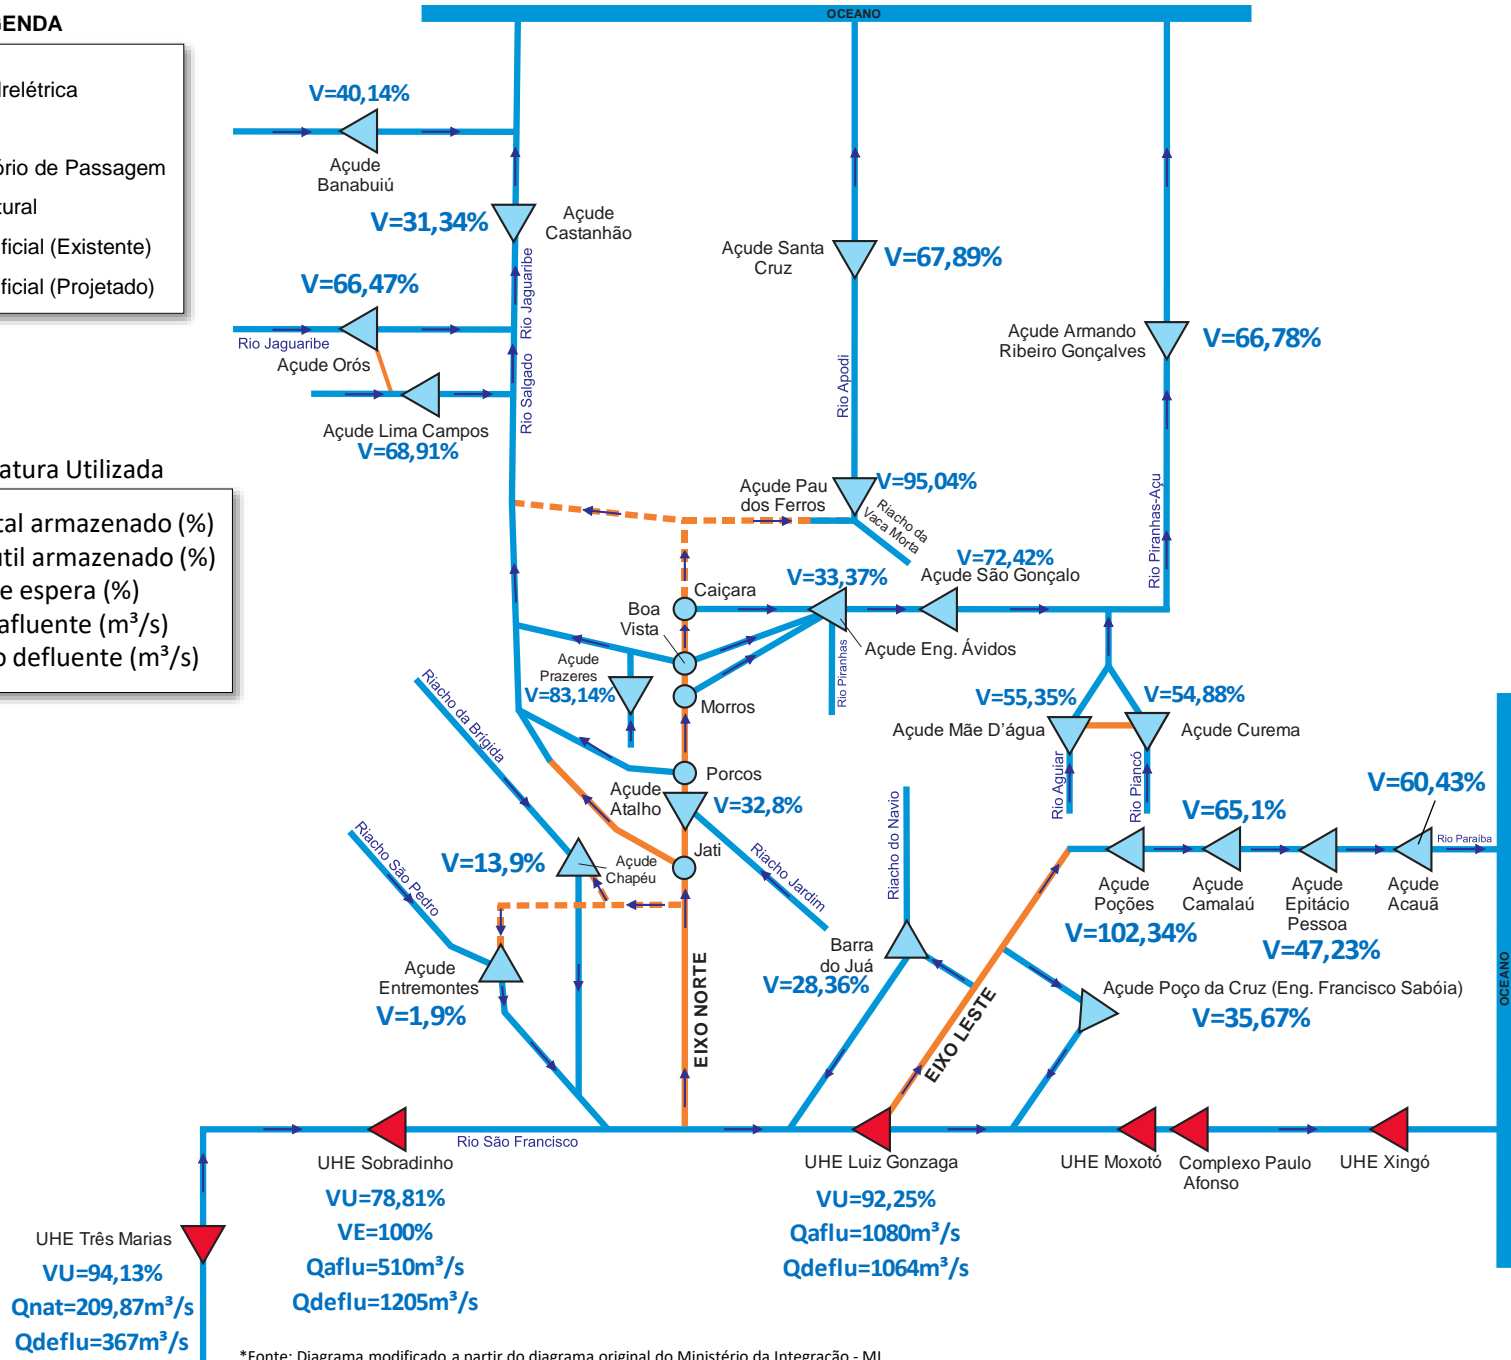 OCEANO
GENDA
drelétrica
ório de Passagem
tural
ificial (Existente)
ificial (Projetado)
V=40,14%
Açude
Banabuiú
V=31,34%
Açude
Castanhão
V=66,47%
Rio Jaguaribe
Açude Orós
Rio Jaguaribe
Rio Salgado
Açude Lima Campos
V=68,91%
Açude Santa
Cruz
V=67,89%
Rio Apodi
Açude Armando
Ribeiro Gonçalves
V=66,78%
Rio Piranhas-Açu
atura Utilizada
tal armazenado (%)
útil armazenado (%)
e espera (%)
afluente (m³/s)
o defluente (m³/s)
Açude Pau
dos Ferros
V=95,04%
Riacho da
Vaca Morta
V=72,42%
Açude São Gonçalo
V=33,37%
Açude Eng. Ávidos
Rio Piranhas
Caiçara
Boa
Vista
Morros
Açude
Prazeres
V=83,14%
Porcos
Açude
Atalho
V=32,8%
Jati
Riacho Jardim
Riacho da Brigida
Riacho São Pedro
V=13,9%
Açude
Chapéu
Açude
Entremontes
V=1,9%
EIXO NORTE
V=55,35%
Açude Mãe D'água
Rio Aguiar
V=54,88%
Açude Curema
Rio Piancó
V=60,43%
V=65,1%
Rio Paraiba
Açude
Poções
V=102,34%
Açude
Camalaú
Açude
Epitácio
Pessoa
V=47,23%
Açude
Acauã
Riacho do Navio
Barra
do Juá
V=28,36%
EIXO LESTE
Açude Poço da Cruz (Eng. Francisco Sabóia)
V=35,67%
OCEANO
Rio São Francisco
UHE Sobradinho
VU=78,81%
VE=100%
Qaflu=510m³/s
Qdeflu=1205m³/s
UHE Luiz Gonzaga
VU=92,25%
Qaflu=1080m³/s
Qdeflu=1064m³/s
UHE Moxotó
Complexo Paulo
Afonso
UHE Xingó
UHE Três Marias
VU=94,13%
Qnat=209,87m³/s
Qdeflu=367m³/s
*Fonte: Diagrama modificado a partir do diagrama original do Ministério da Integração - MI